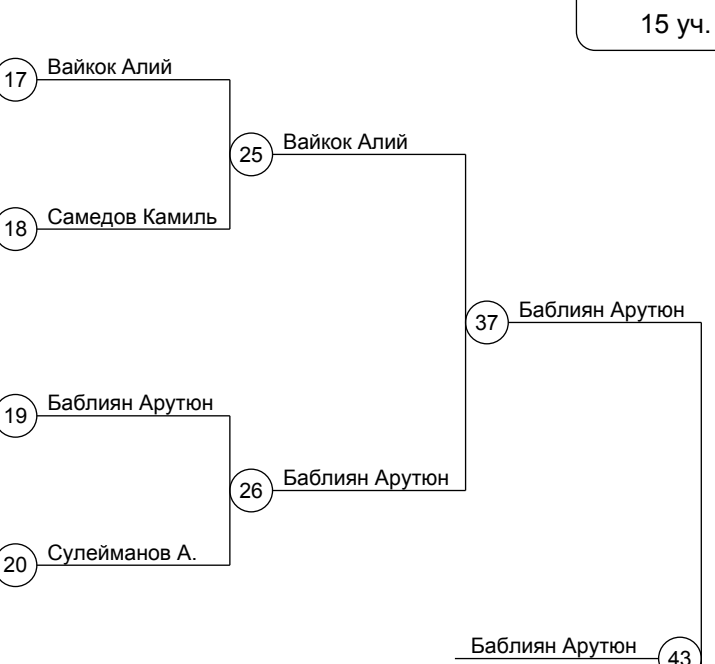 15 уч.
17 Вайкок Алий
25 Вайкок Алий
18 Самедов Камиль
37 Баблиян Арутюн
19 Баблиян Арутюн
26 Баблиян Арутюн
20 Сулейманов А.
Баблиян Арутюн 43